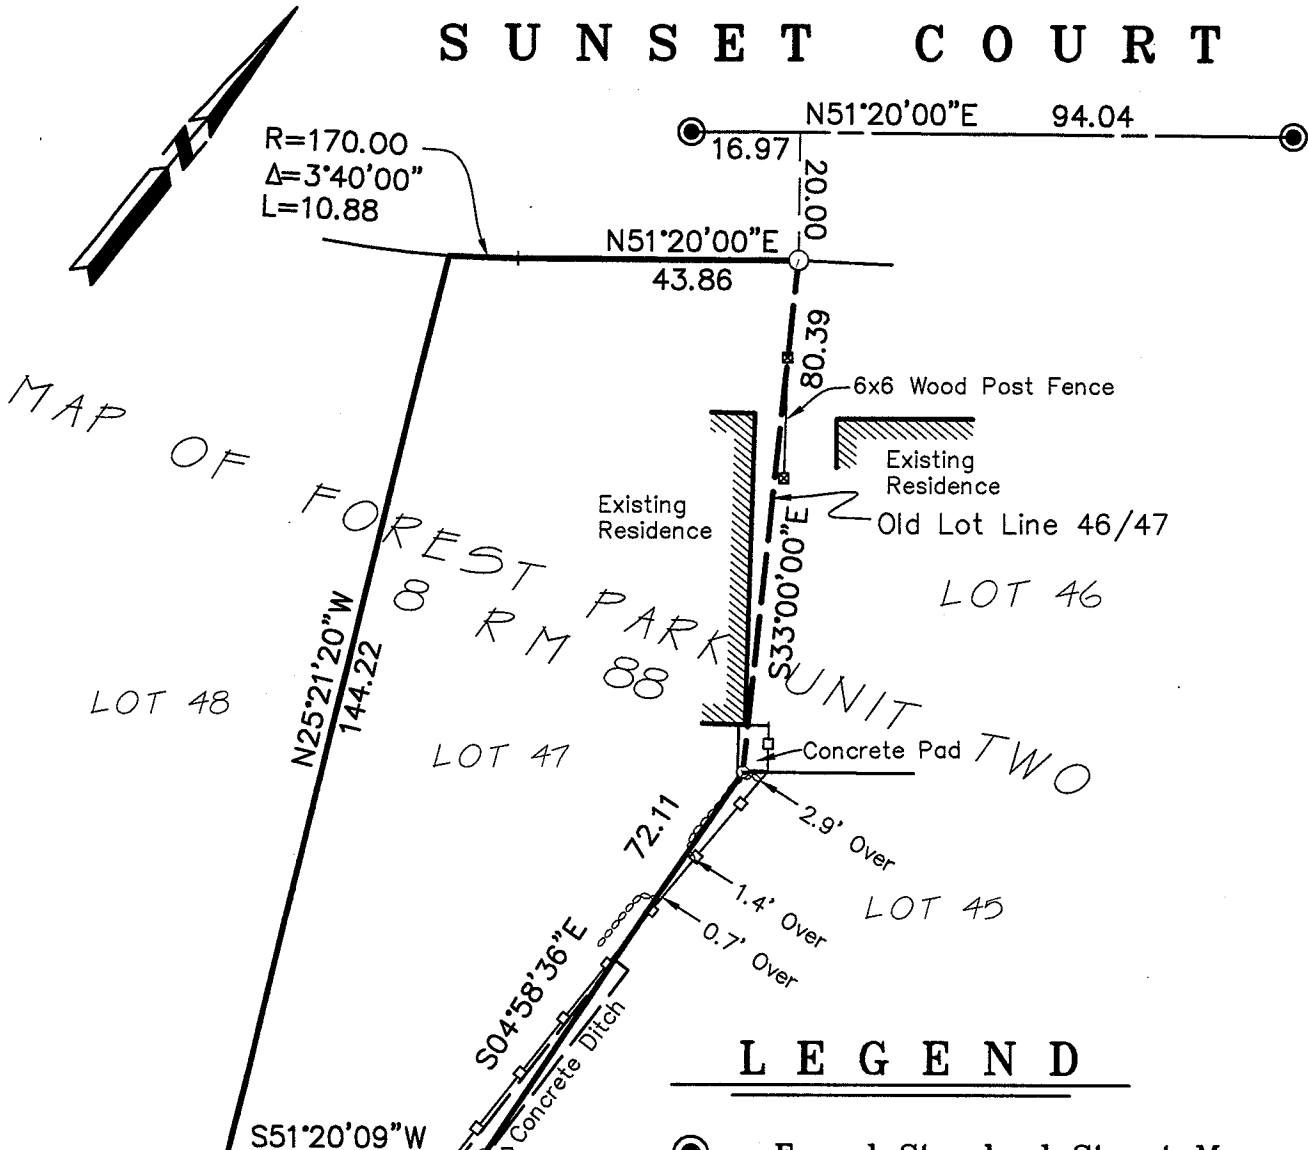 SUNSET COURT
N51°20'00"E 94.04
16.97
20.00
R=170.00
Δ=3°40'00"
L=10.88
N51°20'00"E
43.86
80.39
6x6 Wood Post Fence
Existing
Residence
Old Lot Line 46/47
Existing
Residence
S33°00'00"E
MAP OF FOREST PARK UNIT TWO
8 RM 88
LOT 46
N25°21'20"W
144.22
LOT 48
LOT 47
Concrete Pad
72.11
2.9' Over
1.4' Over
0.7' Over
LOT 45
S04°58'36"E
Concrete Ditch
LEGEND
S51°20'09"W